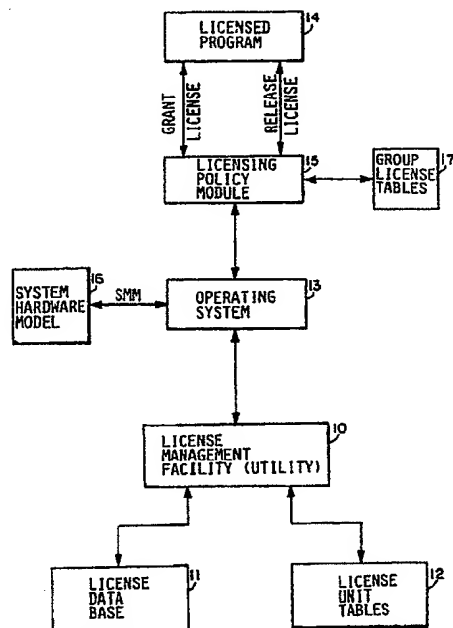 14
LICENSED
PROGRAM
GRANT
LICENSE
RELEASE
LICENSE
15
LICENSING
POLICY
MODULE
17
GROUP
LICENSE
TABLES
16
SYSTEM
HARDWARE
MODEL
SMM
13
OPERATING
SYSTEM
10
LICENSE
MANAGEMENT
FACILITY (UTILITY)
11
LICENSE
DATA
BASE
12
LICENSE
UNIT
TABLES